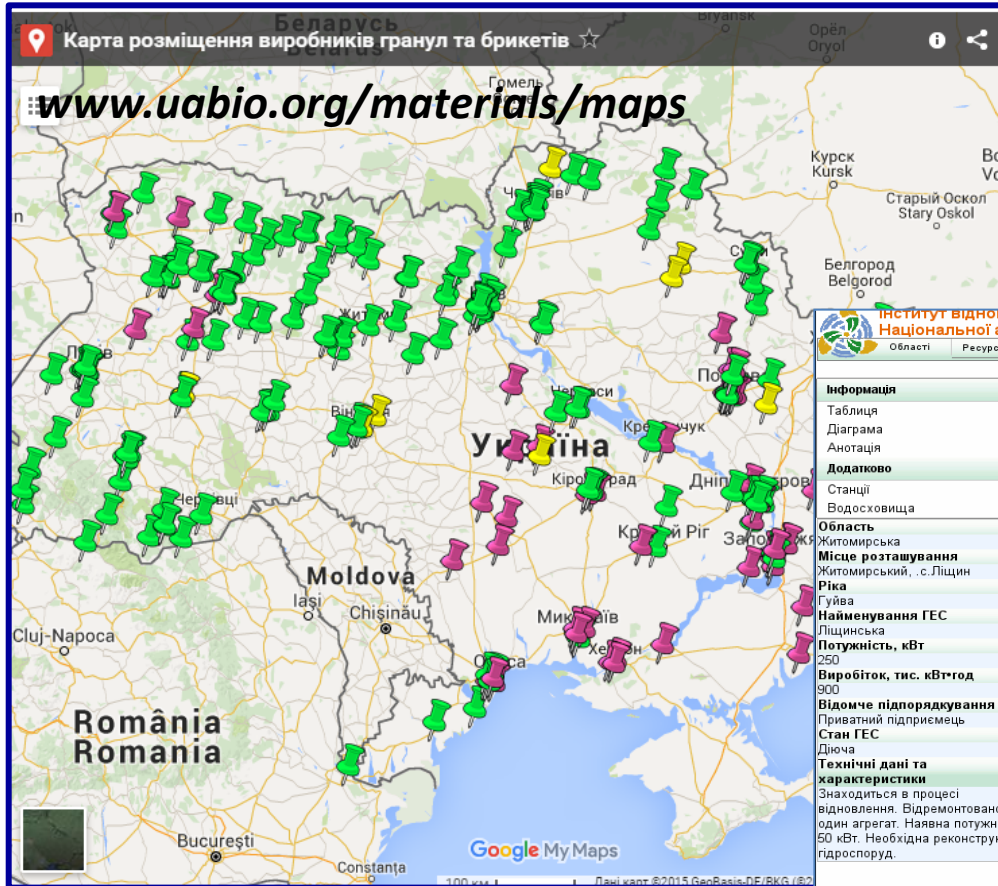 Карта розміщення виробників гранул та брикетів
www.uabio.org/materials/maps
Беларусь
Bryansk
Орёл
Oryol
Гомель
Курск
Kursk
Старый Оскол
Stary Oskol
Белгород
Belgorod
Україна
Кривий Ріг
Moldova
Iași
Chișinău
Cluj-Napoca
România
Romania
București
Constanța
Google My Maps
100 км
Дані карт ©2015 GeoBasis-DE/BKG (©2
Національної а
Області
Ресурс
Інформація
Таблиця
Діаграма
Анотація
Додатково
Станції
Водосховища
Область
Житомирська
Місце розташування
Житомирський, .с.Ліщин
Ріка
Гуйва
Найменування ГЕС
Ліщинська
Потужність, кВт
250
Виробіток, тис. кВт•год
900
Відомче підпорядкування
Приватний підприємець
Стан ГЕС
Діюча
Технічні дані та
характеристики
Знаходиться в процесі
відновлення. Відремонтовано
один агрегат. Наявна потужн
50 кВт. Необхідна реконструк
гідроспоруд.